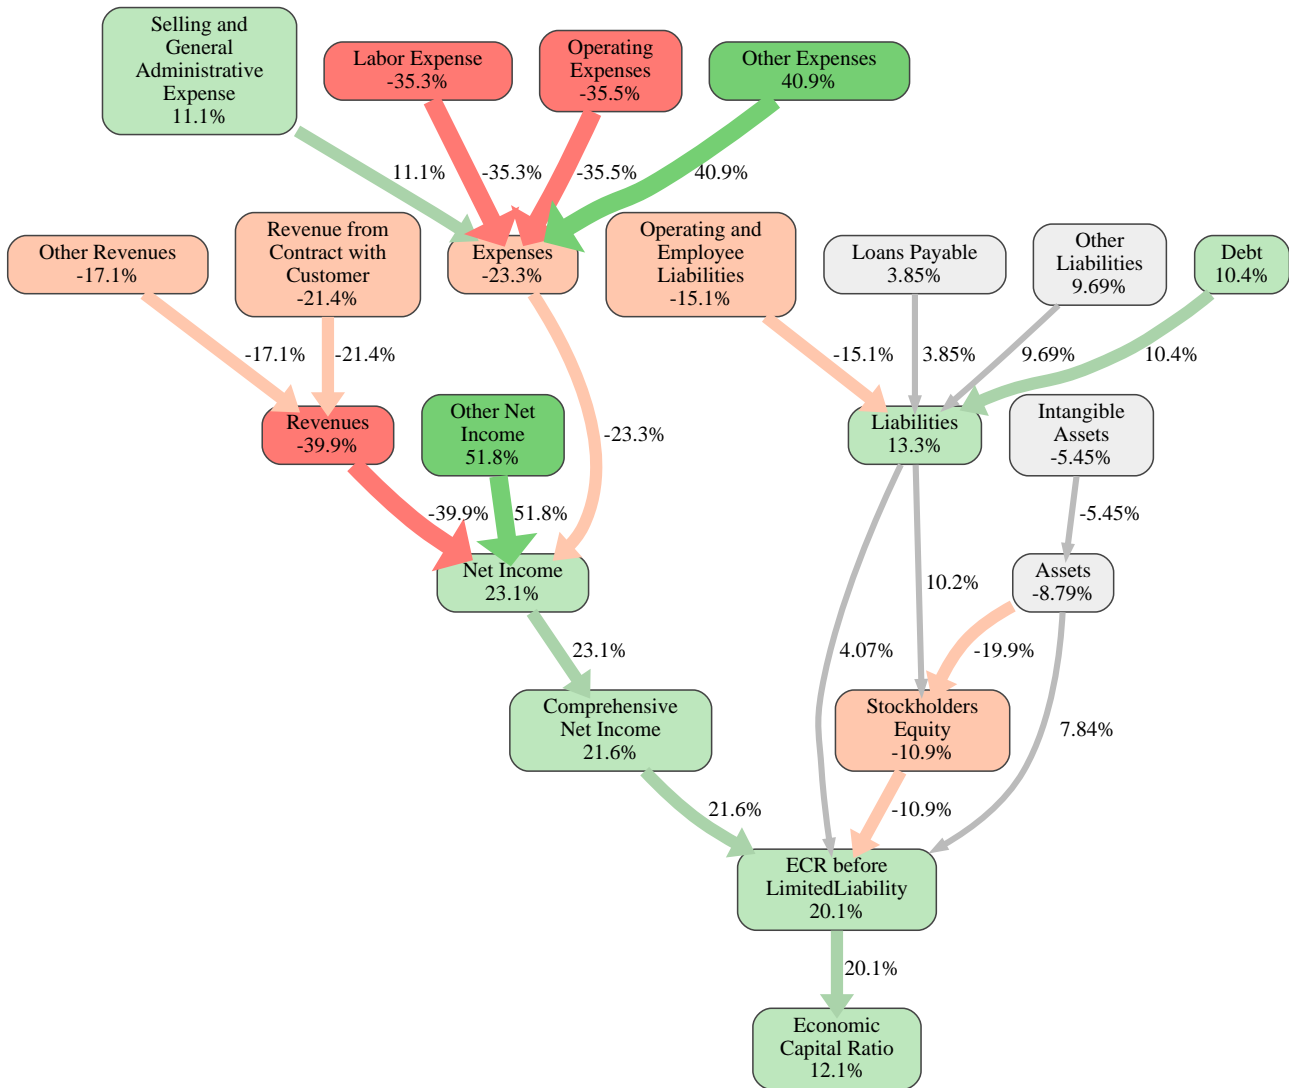 Selling and
General
Administrative
Expense
11.1%
Labor Expense
-35.3%
Operating
Expenses
-35.5%
Other Expenses
40.9%
11.1%
-35.3%
-35.5%
40.9%
Other Revenues
-17.1%
Revenue from
Contract with
Customer
-21.4%
Expenses
-23.3%
Operating and
Employee
Liabilities
-15.1%
Loans Payable
3.85%
Other
Liabilities
9.69%
Debt
10.4%
-17.1%
-21.4%
-15.1%
3.85%
9.69%
10.4%
Revenues
-39.9%
Other Net
Income
51.8%
-23.3%
Liabilities
13.3%
Intangible
Assets
-5.45%
-39.9%
51.8%
-5.45%
Net Income
23.1%
10.2%
Assets
-8.79%
23.1%
4.07%
-19.9%
Comprehensive
Net Income
21.6%
Stockholders
Equity
-10.9%
7.84%
21.6%
-10.9%
ECR before
LimitedLiability
20.1%
20.1%
Economic
Capital Ratio
12.1%